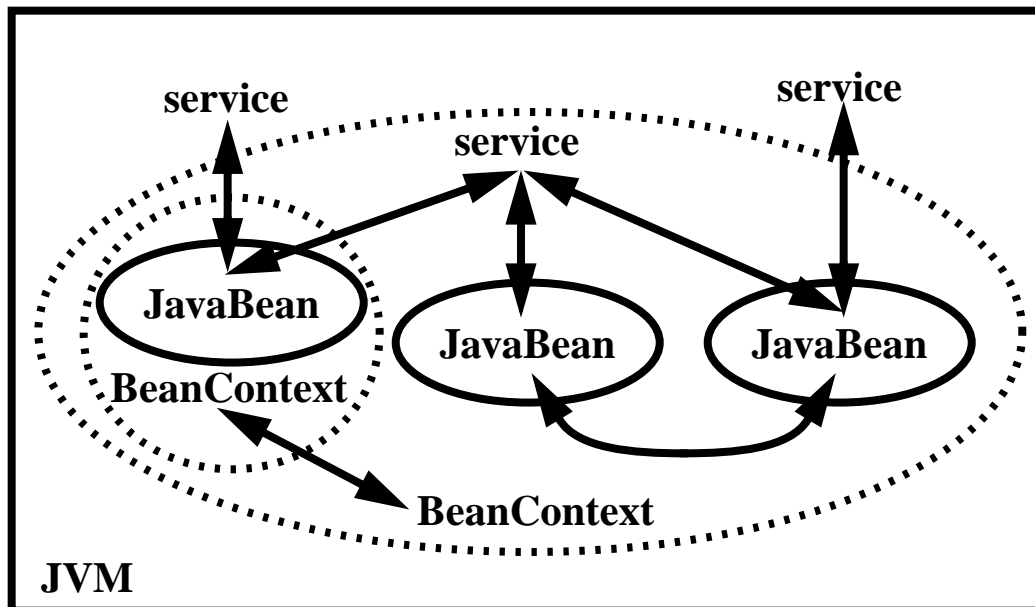 service
service
service
JavaBean
JavaBean
JavaBean
BeanContext
BeanContext
JVM